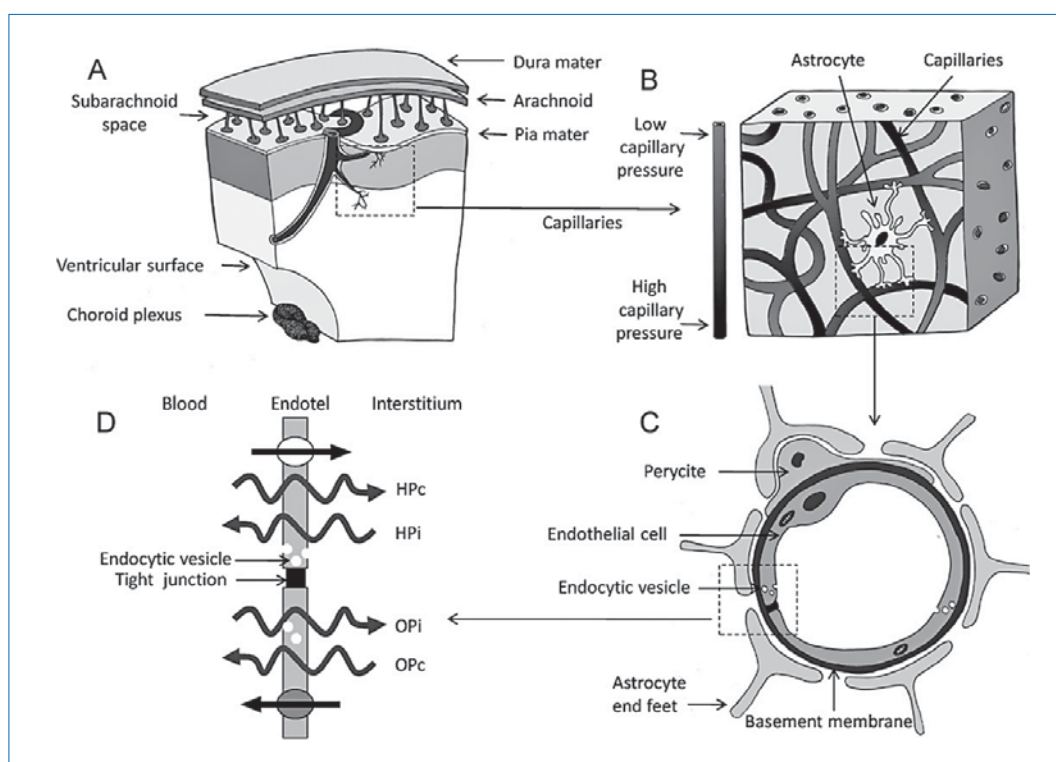 A
Dura mater
Subarachnoid
space
Arachnoid
Pia mater
Capillaries
Ventricular surface
Choroid plexus
B
Astrocyte
Capillaries
Low
capillary
pressure
High
capillary
pressure
D
Blood
Endotel
Interstitium
HPc
HPi
Endocytic vesicle
Tight junction
OPi
OPc
C
Perycite
Endothelial cell
Endocytic vesicle
Astrocyte
end feet
Basement membrane